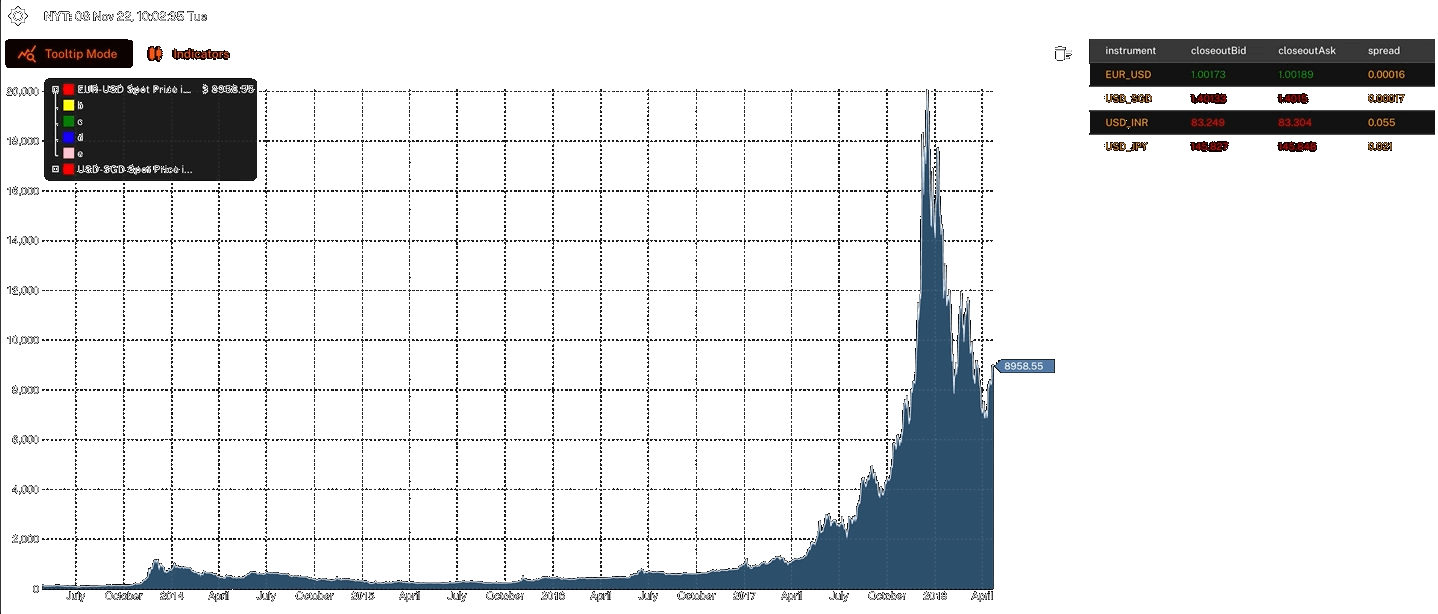 NYT: 08 Nov 22, 10:02:35 Tue
Tooltip Mode Indicators
EUR-USD Spot Price i... $ 8958.55
b
c
d
e
USD-SGD Spot Price i...
20,000
18,000
16,000
14,000
12,000
10,000
8,000
6,000
4,000
2,000
0
July October 2014 April July October 2015 April July October 2016 April July October 2017 April July October 2018 April
8958.55
instrument closeoutBid closeoutAsk spread
EUR_USD 1.00173 1.00189 0.00016
USD_SGD 0.00017
USD_INR 83.249 83.304 0.055
USD_JPY